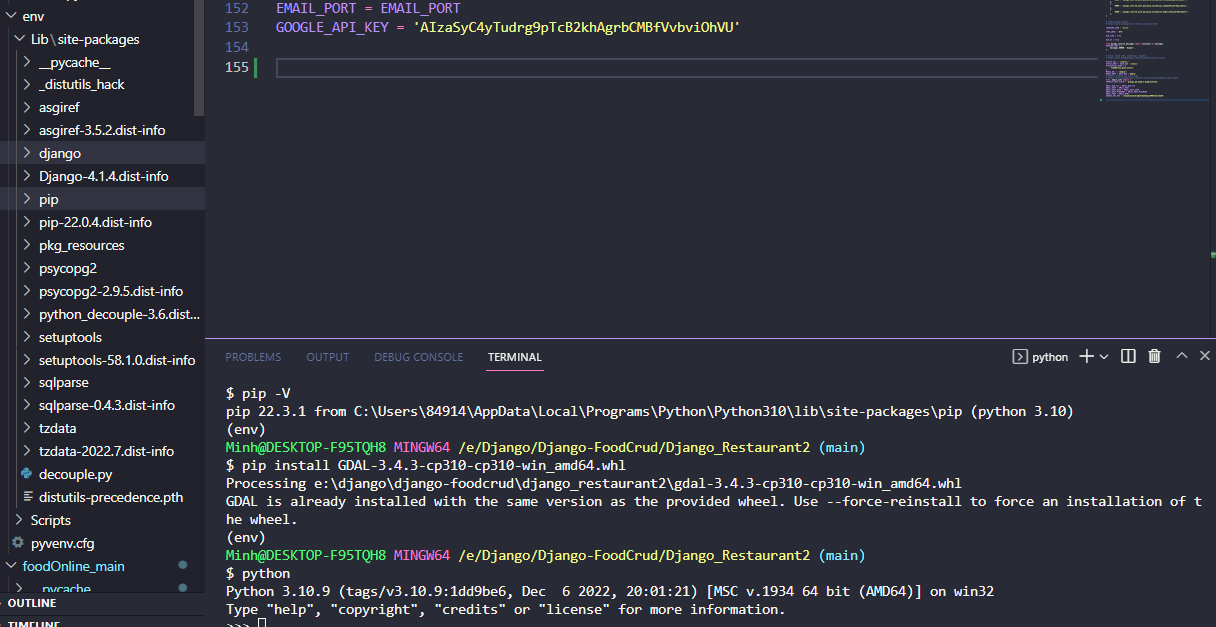 env
Lib\site-packages
__pycache__
_distutils_hack
asgiref
asgiref-3.5.2.dist-info
django
Django-4.1.4.dist-info
pip
pip-22.0.4.dist-info
pkg_resources
psycopg2
psycopg2-2.9.5.dist-info
python_decouple-3.6.dist...
setuptools
setuptools-58.1.0.dist-info
sqlparse
sqlparse-0.4.3.dist-info
tzdata
tzdata-2022.7.dist-info
decouple.py
distutils-precedence.pth
Scripts
pyvenv.cfg
foodOnline_main
__pycache__
OUTLINE
TIMELINE
152 EMAIL_PORT = EMAIL_PORT
153 GOOGLE_API_KEY = 'AIzaSyC4yTudrg9pTcB2khAgrbCMBfVvbviOhVU'
154
155
PROBLEMS OUTPUT DEBUG CONSOLE TERMINAL python
$ pip -V
pip 22.3.1 from C:\Users\84914\AppData\Local\Programs\Python\Python310\lib\site-packages\pip (python 3.10)
(env)
Minh@DESKTOP-F95TQH8 MINGW64 /e/Django/Django-FoodCrud/Django_Restaurant2 (main)
$ pip install GDAL-3.4.3-cp310-cp310-win_amd64.whl
Processing e:\django\django-foodcrud\django_restaurant2\gdal-3.4.3-cp310-cp310-win_amd64.whl
GDAL is already installed with the same version as the provided wheel. Use --force-reinstall to force an installation of t
he wheel.
(env)
Minh@DESKTOP-F95TQH8 MINGW64 /e/Django/Django-FoodCrud/Django_Restaurant2 (main)
$ python
Python 3.10.9 (tags/v3.10.9:1dd9be6, Dec  6 2022, 20:01:21) [MSC v.1934 64 bit (AMD64)] on win32
Type "help", "copyright", "credits" or "license" for more information.
>>>